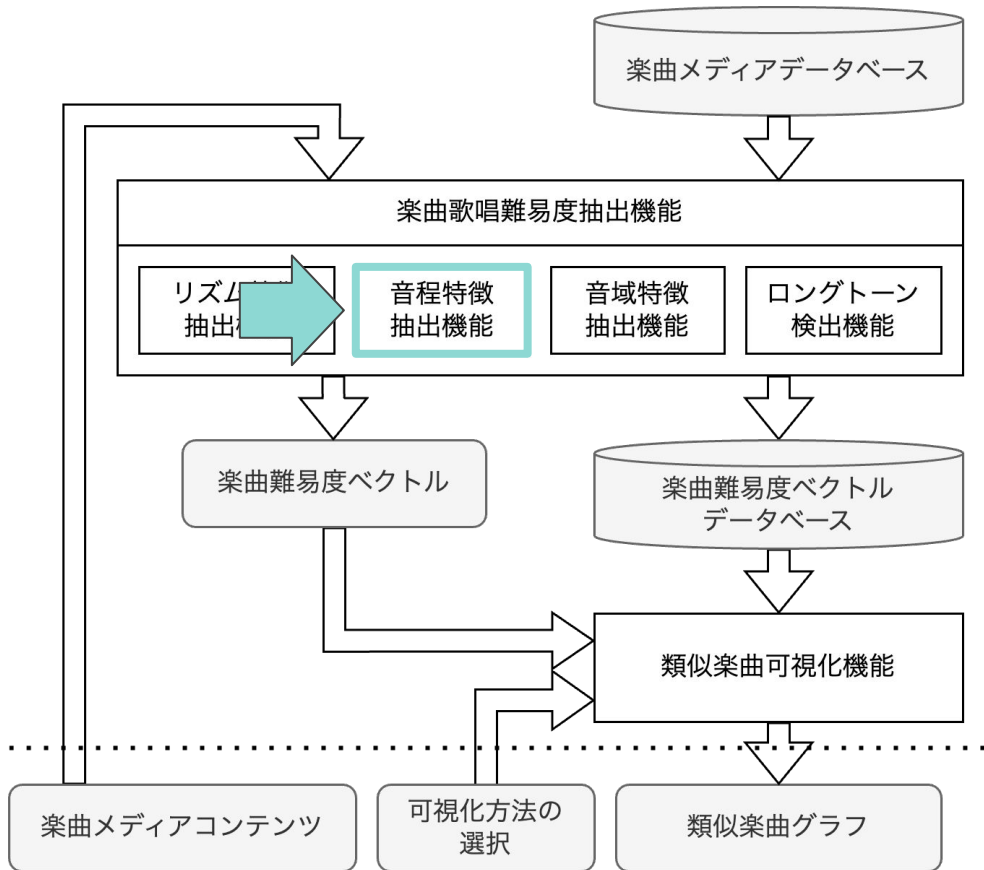 楽曲メディアデータベース
楽曲歌唱難易度抽出機能
リズム
抽出
音程特徴
抽出機能
音域特徴
抽出機能
ロングトーン
検出機能
楽曲難易度ベクトル
楽曲難易度ベクトル
データベース
類似楽曲可視化機能
楽曲メディアコンテンツ
可視化方法の
選択
類似楽曲グラフ